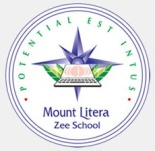 • POTENTIAL EST INTUS •
Mount Litera
Zee School